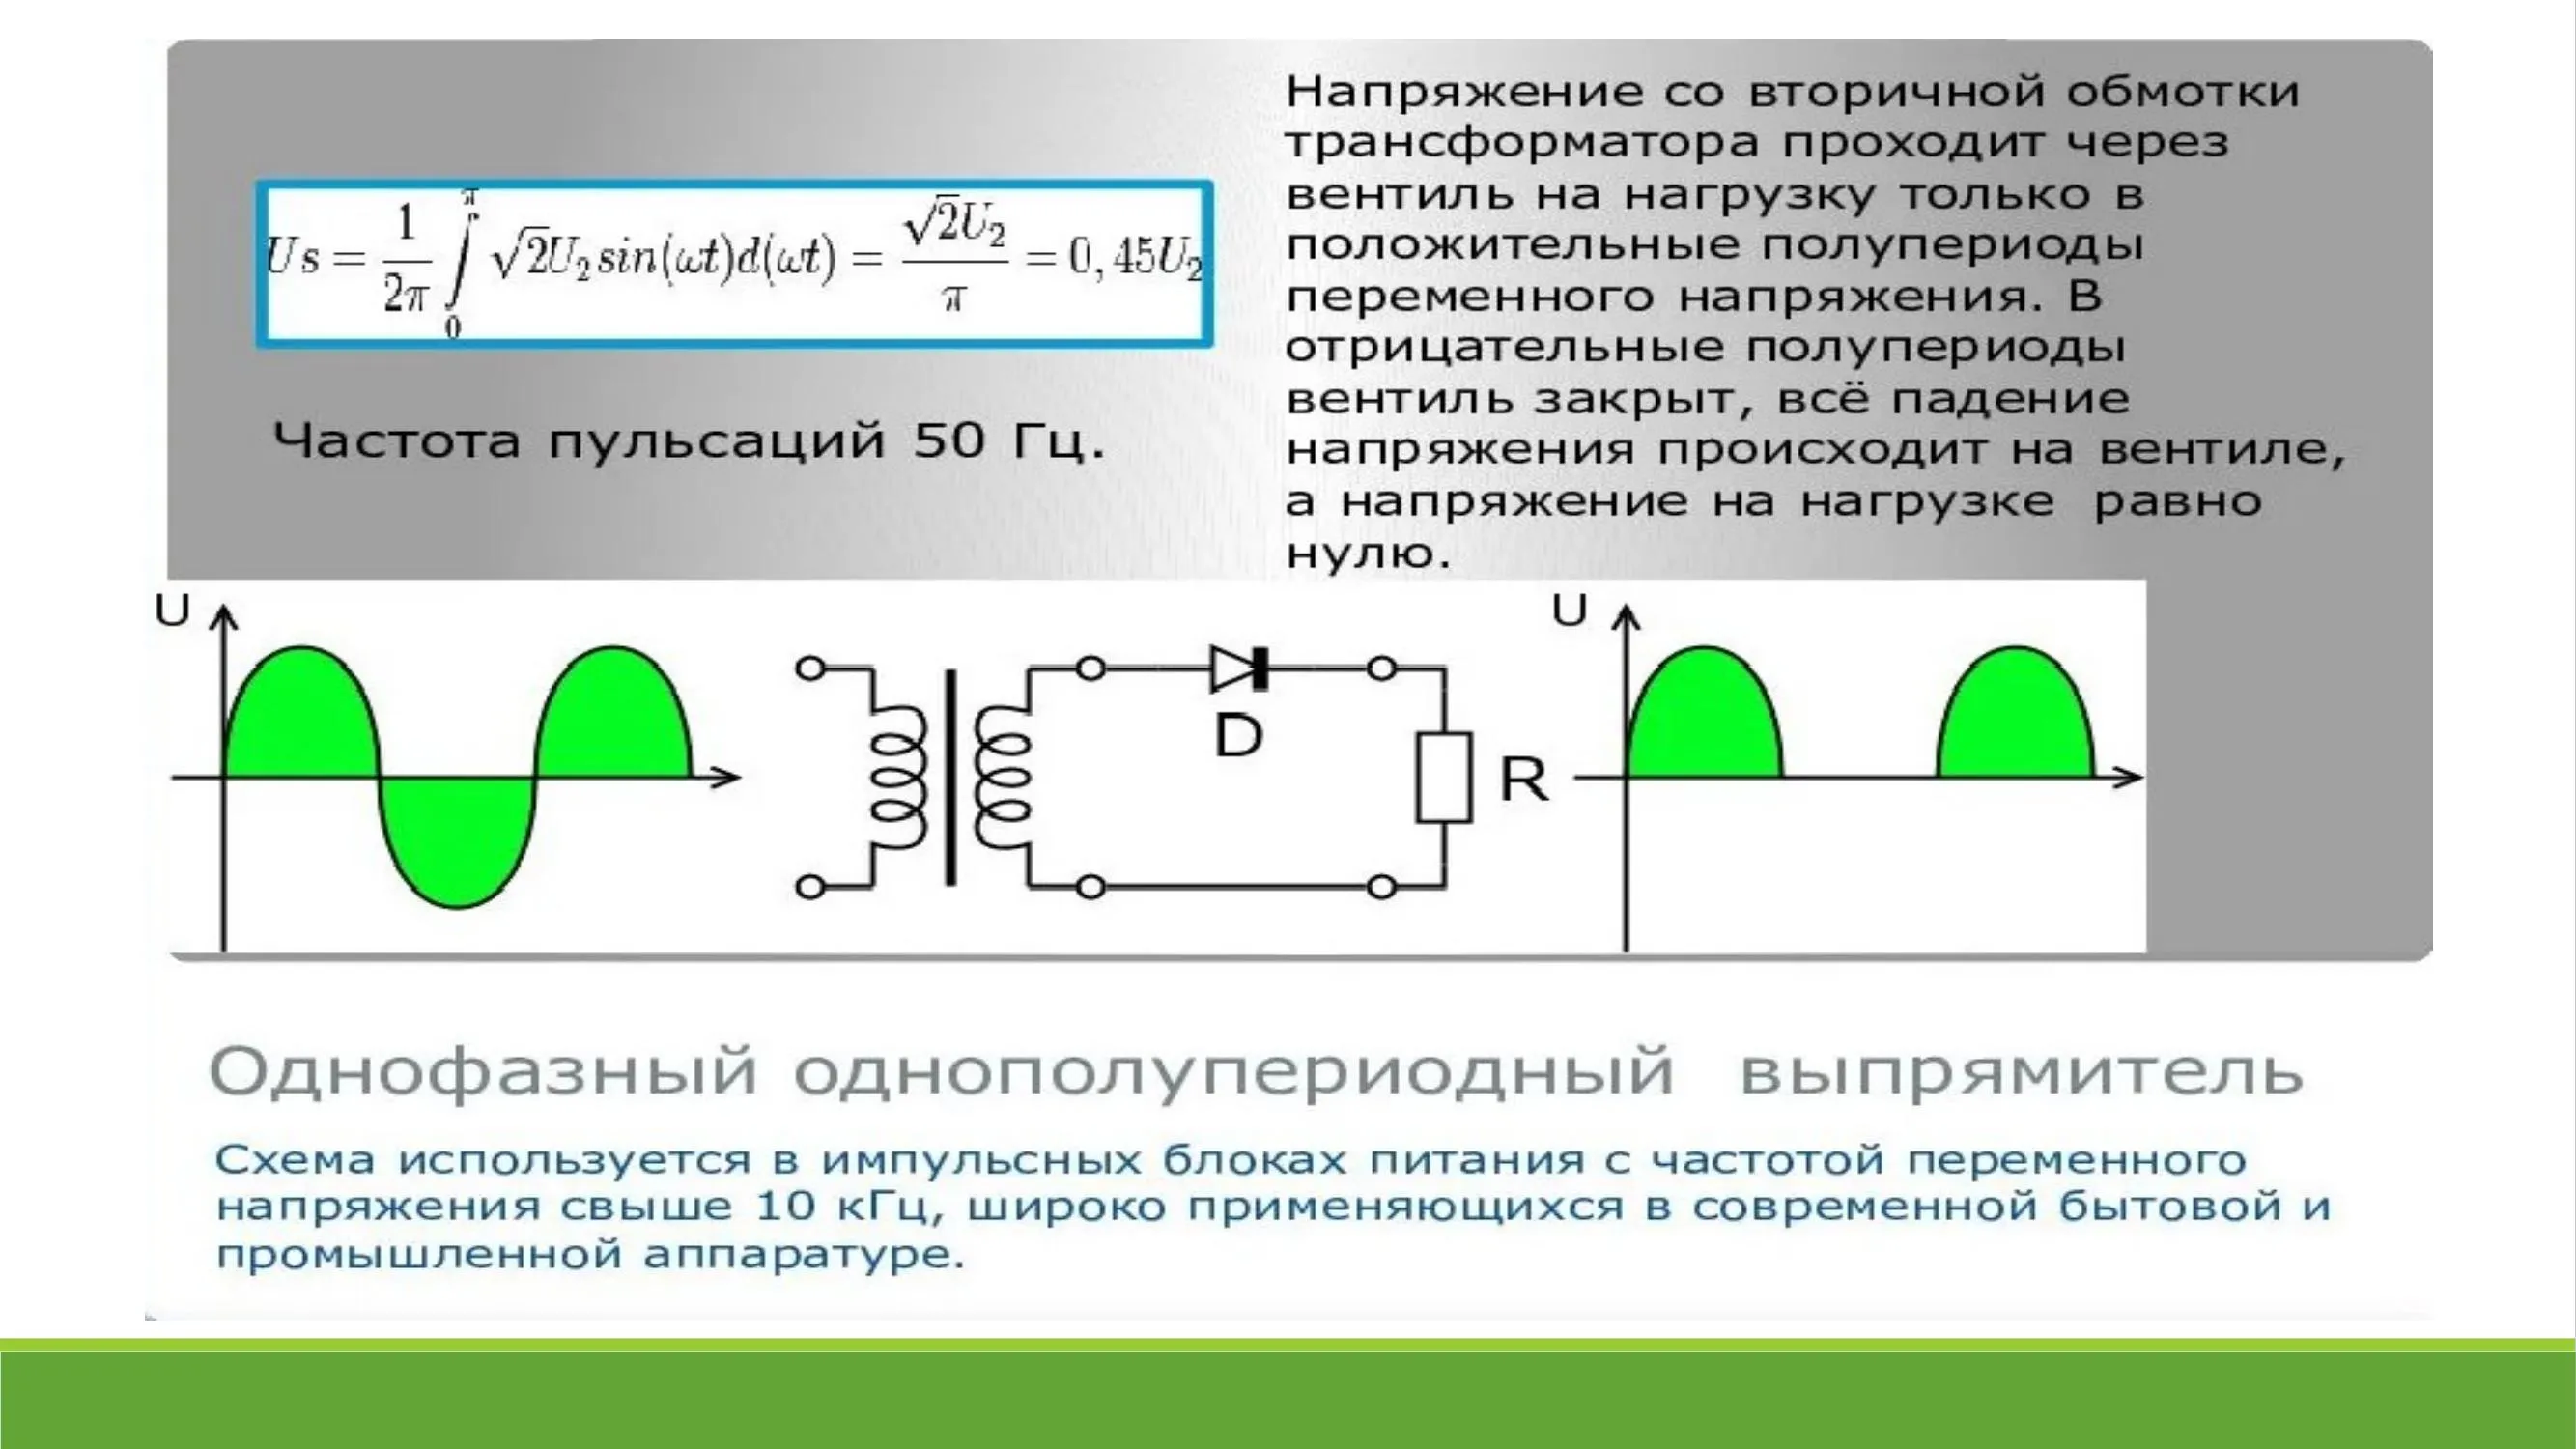 Us = \frac{1}{2\pi} \int_{0}^{\pi} \sqrt{2}U_2 sin(\omega t)d(\omega t) = \frac{\sqrt{2}U_2}{\pi} = 0,45U_2
Частота пульсаций 50 Гц.
Напряжение со вторичной обмотки
трансформатора проходит через
вентиль на нагрузку только в
положительные полупериоды
переменного напряжения. В
отрицательные полупериоды
вентиль закрыт, всё падение
напряжения происходит на вентиле,
а напряжение на нагрузке равно
нулю.
U
D
R
U
Однофазный однополупериодный выпрямитель
Схема используется в импульсных блоках питания с частотой переменного
напряжения свыше 10 кГц, широко применяющихся в современной бытовой и
промышленной аппаратуре.